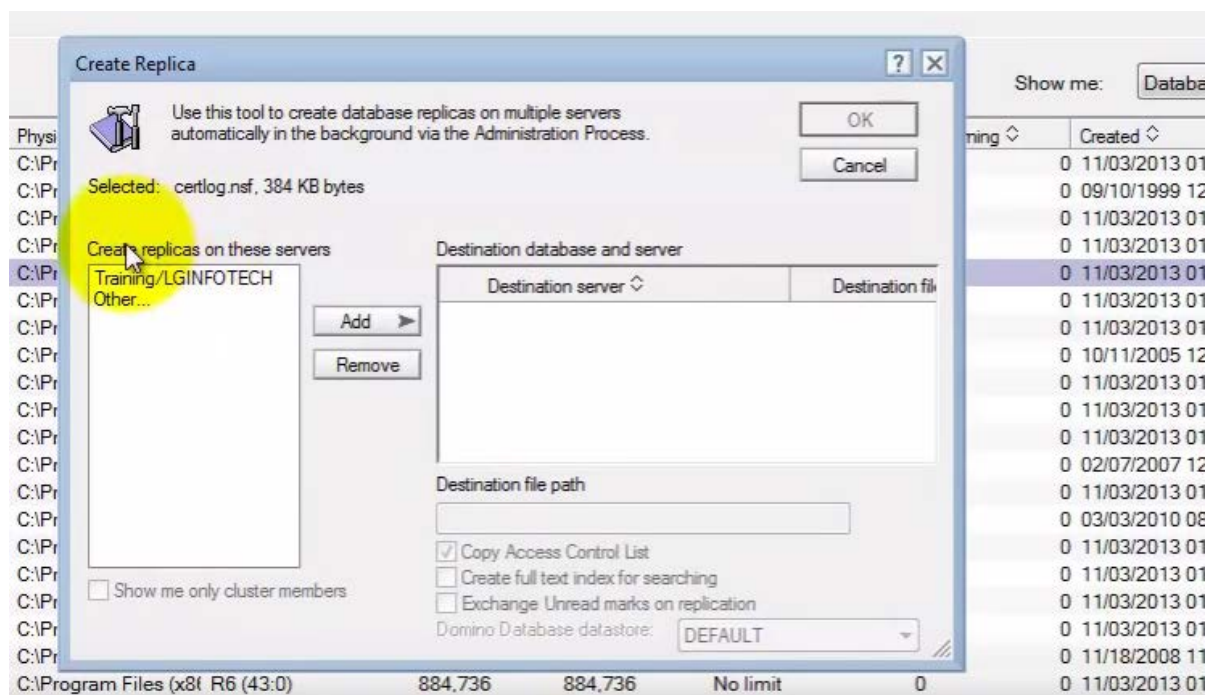 Create Replica
Show me: Databa
Use this tool to create database replicas on multiple servers
automatically in the background via the Administration Process.
OK
Cancel
Selected: certlog.nsf, 384 KB bytes
Physi
ming Created
C:\Pr 0 11/03/2013 01
C:\Pr 0 09/10/1999 12
C:\Pr 0 11/03/2013 01
C:\Pr 0 11/03/2013 01
C:\Pr 0 11/03/2013 01
C:\Pr 0 11/03/2013 01
C:\Pr 0 11/03/2013 01
C:\Pr 0 10/11/2005 12
C:\Pr 0 11/03/2013 01
C:\Pr 0 11/03/2013 01
C:\Pr 0 11/03/2013 01
C:\Pr 0 02/07/2007 12
C:\Pr 0 11/03/2013 01
C:\Pr 0 03/03/2010 08
C:\Pr 0 11/03/2013 01
C:\Pr 0 11/03/2013 01
C:\Pr 0 11/03/2013 01
C:\Pr 0 11/03/2013 01
C:\Pr 0 11/18/2008 11
Create replicas on these servers
Training/LGINFOTECH
Other...
Add
Remove
Show me only cluster members
Destination database and server
Destination server Destination file
Destination file path
Copy Access Control List
Create full text index for searching
Exchange Unread marks on replication
Domino Database datastore: DEFAULT
C:\Program Files (x8 R6 (43:0) 884,736 884,736 No limit 0 11/03/2013 01